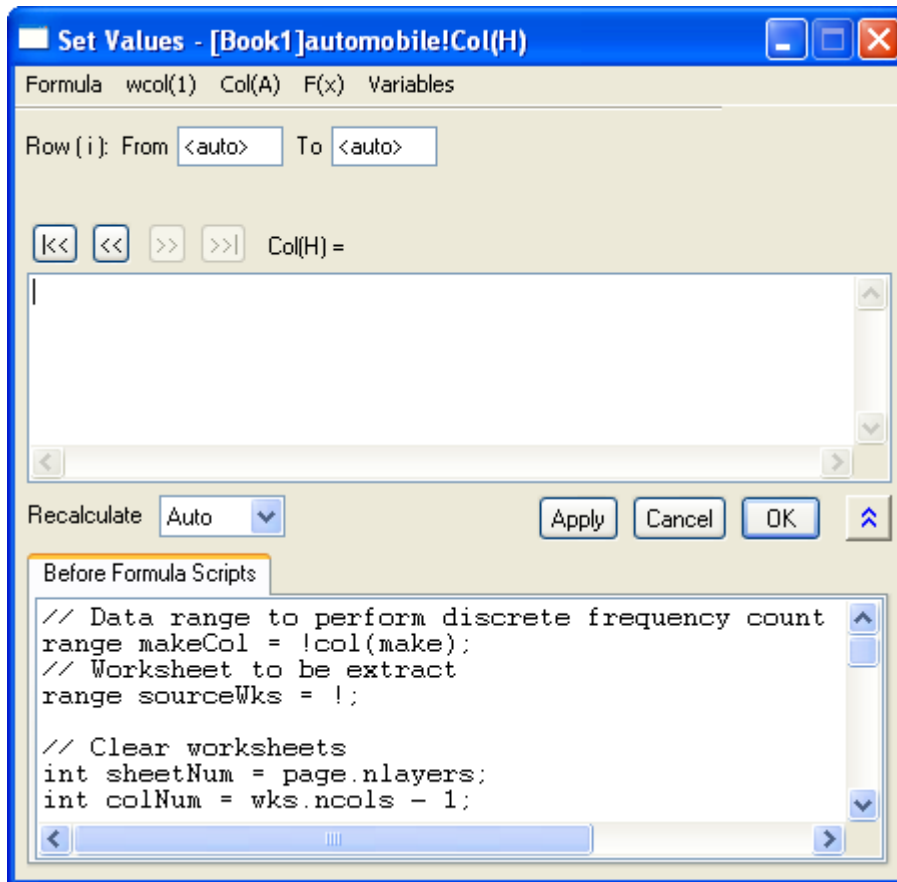 Set Values - [Book1]automobile!Col(H)
Formula wcol(1) Col(A) F(x) Variables
Row (i): From <auto> To <auto>
|<< << >> >>| Col(H) =
Recalculate Auto Apply Cancel OK
Before Formula Scripts
// Data range to perform discrete frequency count
range makeCol = !col(make);
// Worksheet to be extract
range sourceWks = !;
// Clear worksheets
int sheetNum = page.nlayers;
int colNum = wks.ncols - 1;